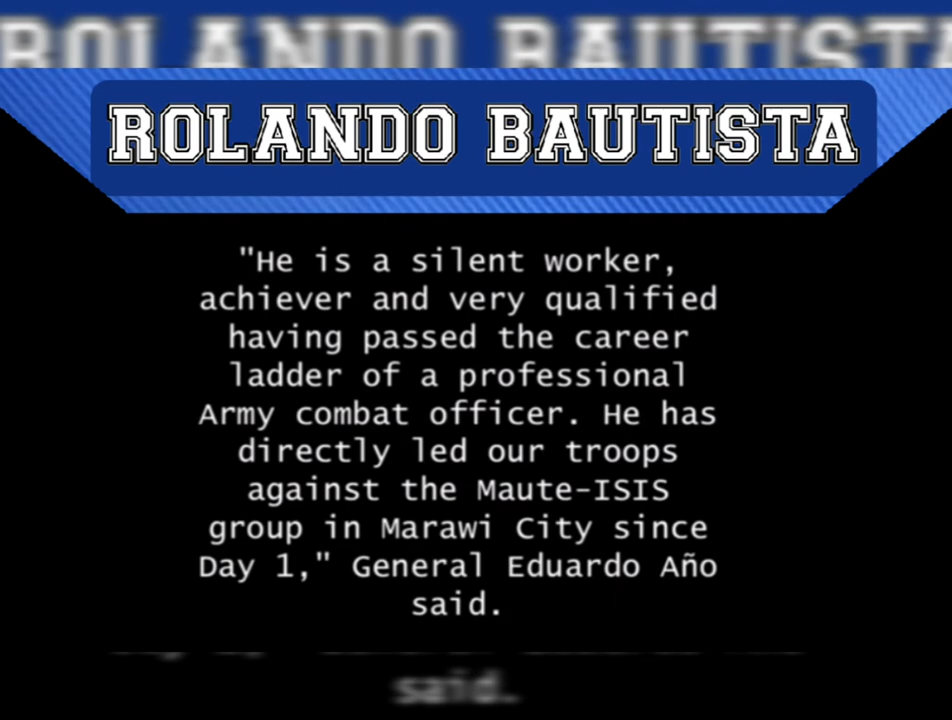 ROLANDO BAUTISTA
ROLANDO BAUTISTA
"He is a silent worker,
achiever and very qualified
having passed the career
ladder of a professional
Army combat officer. He has
directly led our troops
against the Maute-ISIS
group in Marawi City since
Day 1," General Eduardo Año
said.
said.